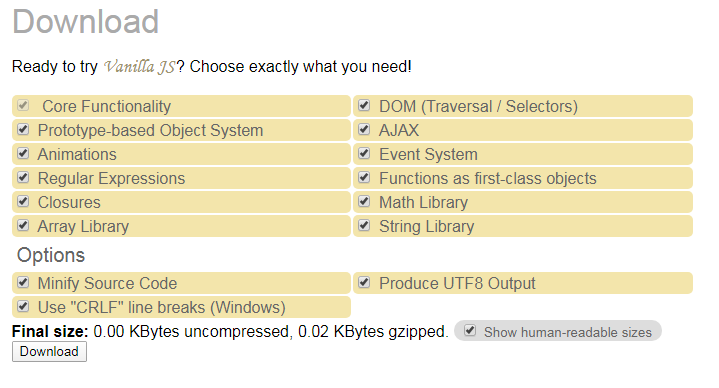 Download
Ready to try Vanilla JS? Choose exactly what you need!
Core Functionality DOM (Traversal / Selectors)
Prototype-based Object System AJAX
Animations Event System
Regular Expressions Functions as first-class objects
Closures Math Library
Array Library String Library
Options
Minify Source Code Produce UTF8 Output
Use "CRLF" line breaks (Windows)
Final size: 0.00 KBytes uncompressed, 0.02 KBytes gzipped. Show human-readable sizes
Download